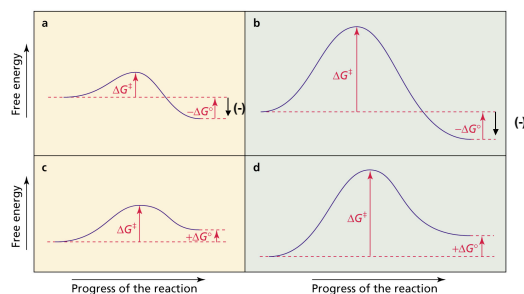 a
Free energy
ΔG‡
−ΔG°
(-)
b
ΔG‡
−ΔG°
(-)
c
Free energy
ΔG‡
+ΔG°
Progress of the reaction
d
ΔG‡
+ΔG°
Progress of the reaction